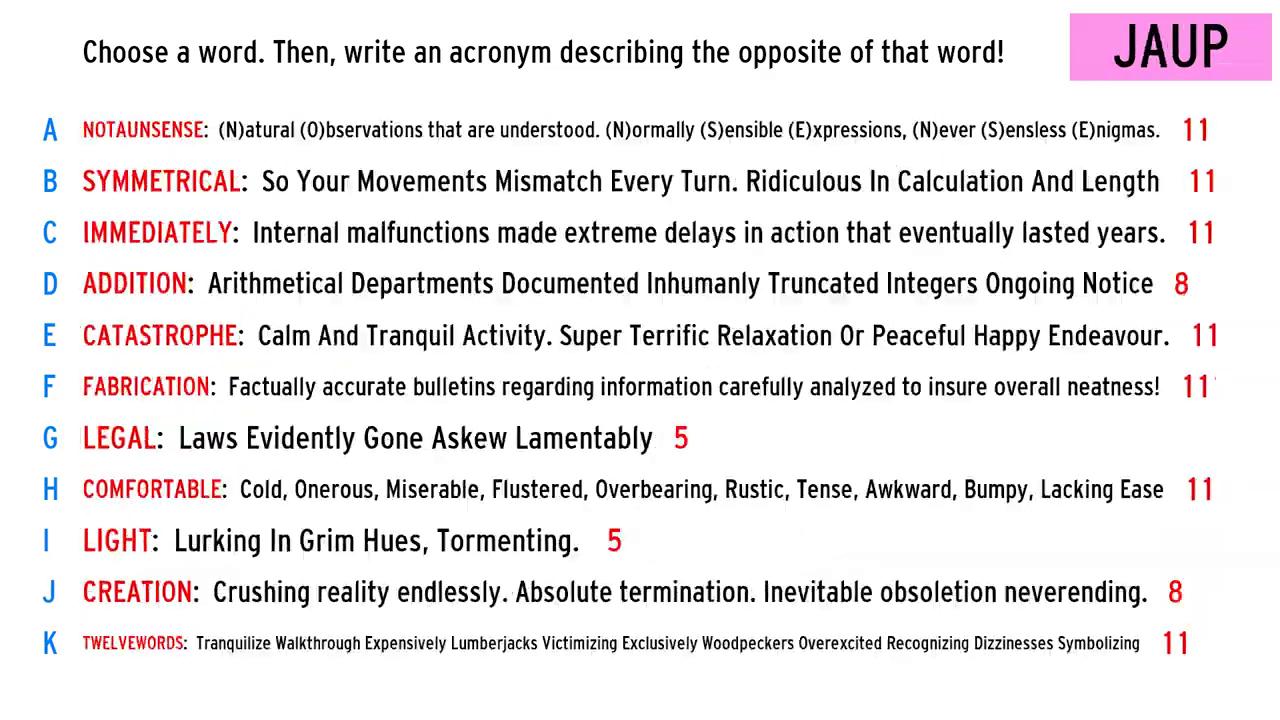 Choose a word. Then, write an acronym describing the opposite of that word!
JAUP
A NOTAUNSENSE: (N)atural (O)bservations that are understood. (N)ormally (S)ensible (E)xpressions, (N)ever (S)ensless (E)nigmas. 11
B SYMMETRICAL: So Your Movements Mismatch Every Turn. Ridiculous In Calculation And Length 11
C IMMEDIATELY: Internal malfunctions made extreme delays in action that eventually lasted years. 11
D ADDITION: Arithmetical Departments Documented Inhumanly Truncated Integers Ongoing Notice 8
E CATASTROPHE: Calm And Tranquil Activity. Super Terrific Relaxation Or Peaceful Happy Endeavour. 11
F FABRICATION: Factually accurate bulletins regarding information carefully analyzed to insure overall neatness! 11
G LEGAL: Laws Evidently Gone Askew Lamentably 5
H COMFORTABLE: Cold, Onerous, Miserable, Flustered, Overbearing, Rustic, Tense, Awkward, Bumpy, Lacking Ease 11
I LIGHT: Lurking In Grim Hues, Tormenting. 5
J CREATION: Crushing reality endlessly. Absolute termination. Inevitable obsoletion neverending. 8
K TWELVEWORDS: Tranquilize Walkthrough Expensively Lumberjacks Victimizing Exclusively Woodpeckers Overexcited Recognizing Dizzinesses Symbolizing 11